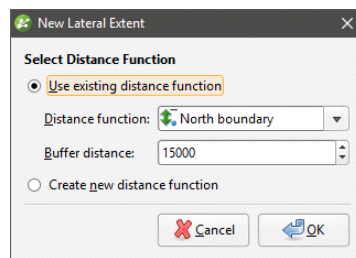 New Lateral Extent
Select Distance Function
Use existing distance function
Distance function: North boundary
Buffer distance: 15000
Create new distance function
Cancel OK